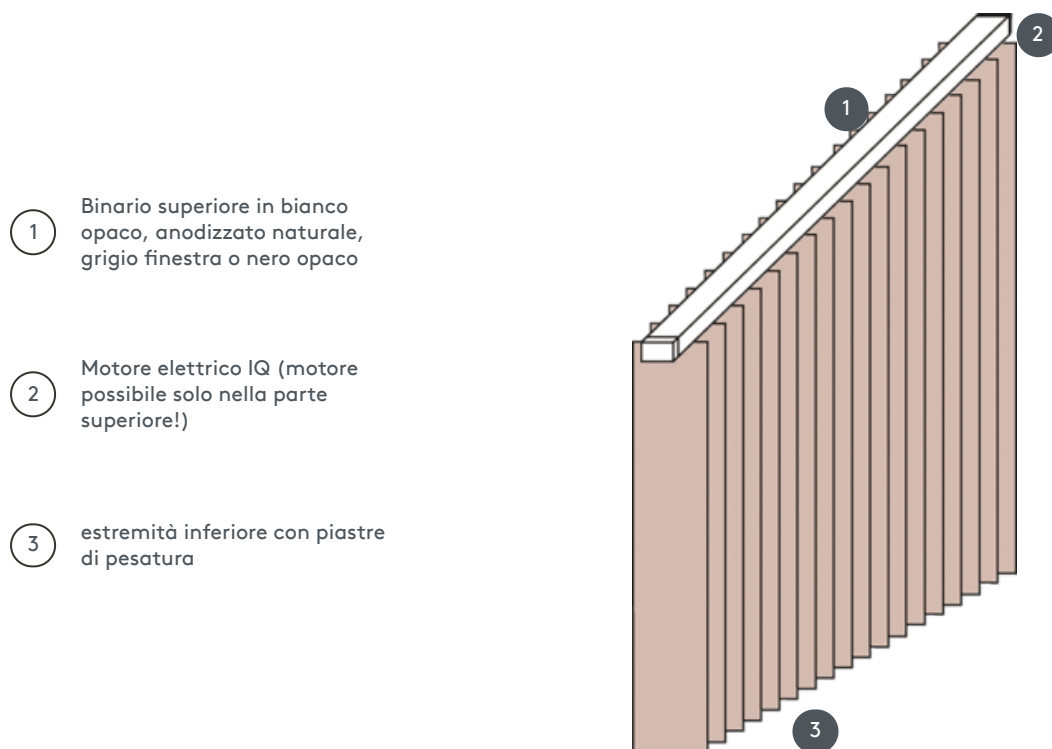 1
Binario superiore in bianco
opaco, anodizzato naturale,
grigio finestra o nero opaco
2
Motore elettrico IQ (motore
possibile solo nella parte
superiore!)
3
estremità inferiore con piastre
di pesatura
2
1
3